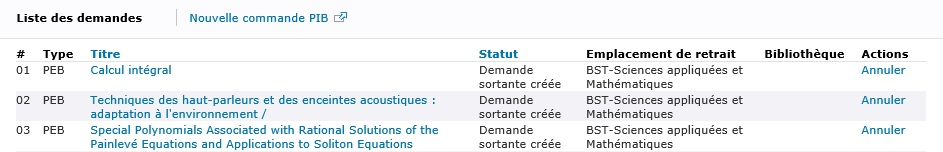 Liste des demandes Nouvelle commande PIB
# Type Titre Statut Emplacement de retrait Bibliothèque Actions
01 PEB Calcul intégral Demande BST-Sciences appliquées et Annuler
sortante créée Mathématiques
02 PEB Techniques des haut-parleurs et des enceintes acoustiques : Demande BST-Sciences appliquées et Annuler
adaptation à l'environnement / sortante créée Mathématiques
03 PEB Special Polynomials Associated with Rational Solutions of the Demande BST-Sciences appliquées et Annuler
Painlevé Equations and Applications to Soliton Equations sortante créée Mathématiques